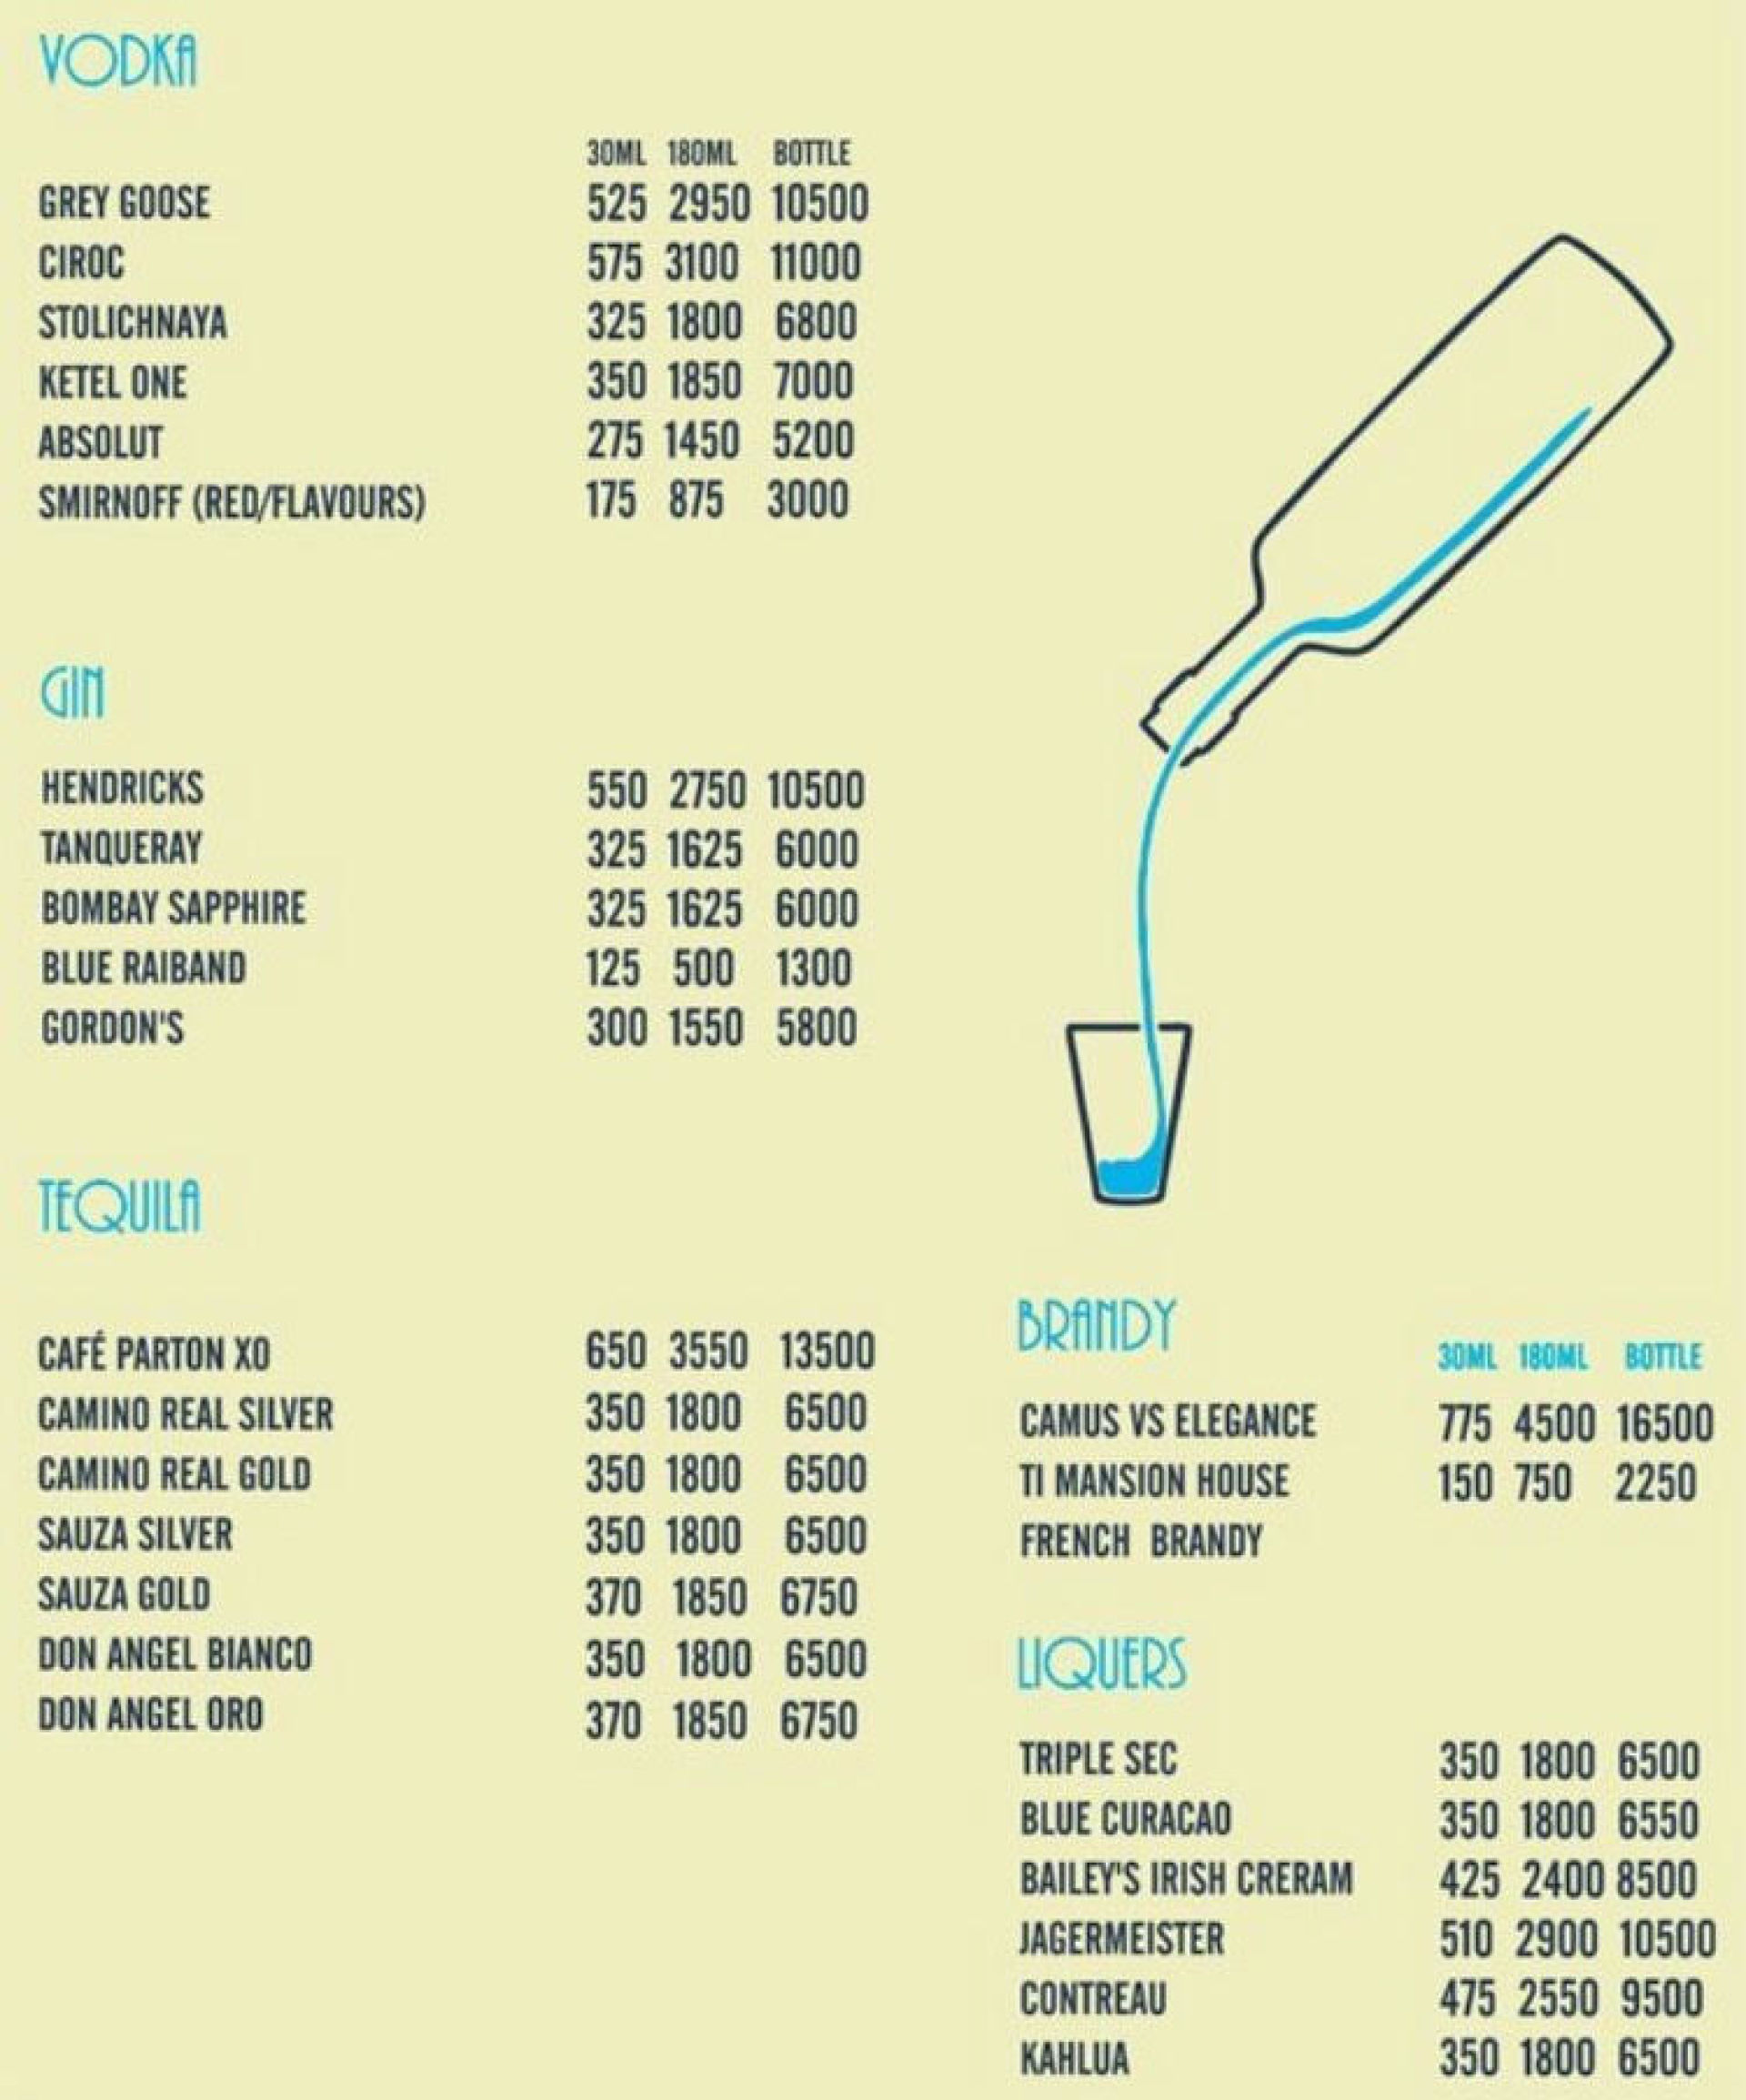 VODKA
30ML 180ML BOTTLE
GREY GOOSE 525 2950 10500
CIROC 575 3100 11000
STOLICHNAYA 325 1800 6800
KETEL ONE 350 1850 7000
ABSOLUT 275 1450 5200
SMIRNOFF (RED/FLAVOURS) 175 875 3000
GIN
HENDRICKS 550 2750 10500
TANQUERAY 325 1625 6000
BOMBAY SAPPHIRE 325 1625 6000
BLUE RAIBAND 125 500 1300
GORDON'S 300 1550 5800
TEQUILA
CAFÉ PARTON XO 650 3550 13500
CAMINO REAL SILVER 350 1800 6500
CAMINO REAL GOLD 350 1800 6500
SAUZA SILVER 350 1800 6500
SAUZA GOLD 370 1850 6750
DON ANGEL BIANCO 350 1800 6500
DON ANGEL ORO 370 1850 6750
BRANDY
30ML 180ML BOTTLE
CAMUS VS ELEGANCE 775 4500 16500
TI MANSION HOUSE 150 750 2250
FRENCH BRANDY
LIQUERS
TRIPLE SEC 350 1800 6500
BLUE CURACAO 350 1800 6550
BAILEY'S IRISH CRERAM 425 2400 8500
JAGERMEISTER 510 2900 10500
CONTREAU 475 2550 9500
KAHLUA 350 1800 6500